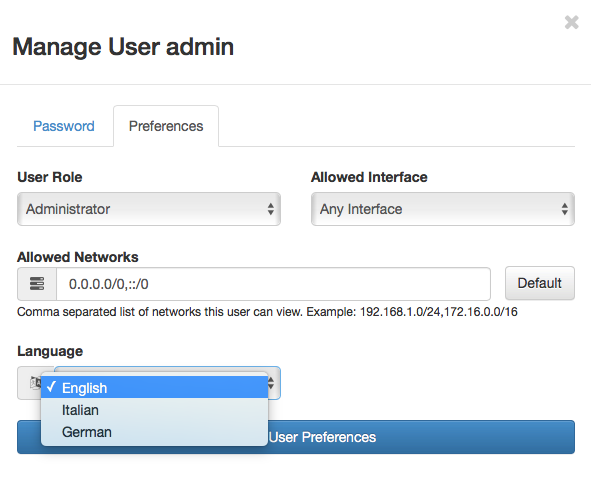 Manage User admin
Password
Preferences
User Role
Allowed Interface
Administrator
Any Interface
Allowed Networks
0.0.0.0/0,::/0
Default
Comma separated list of networks this user can view. Example: 192.168.1.0/24,172.16.0.0/16
Language
English
Italian
German
User Preferences